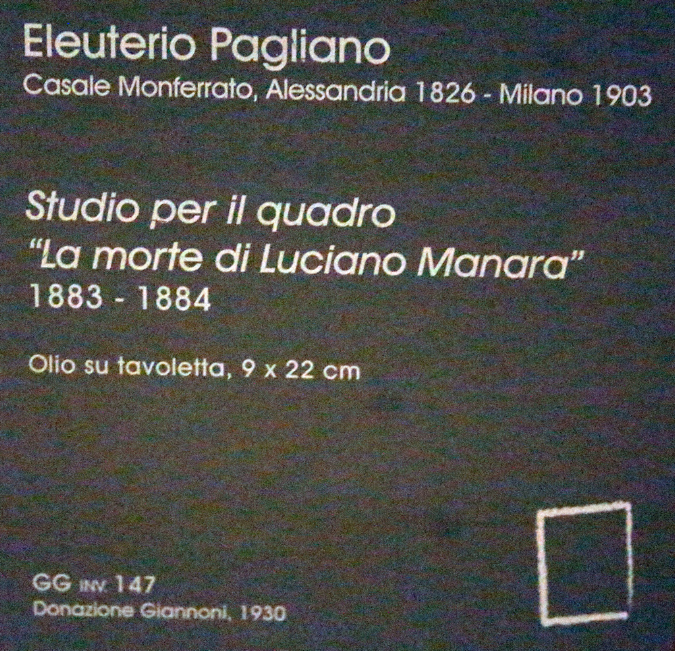 Eleuterio Pagliano
Casale Monferrato, Alessandria 1826 - Milano 1903
Studio per il quadro
“La morte di Luciano Manara”
1883 - 1884
Olio su tavoletta, 9 x 22 cm
GG INV. 147
Donazione Giannoni, 1930